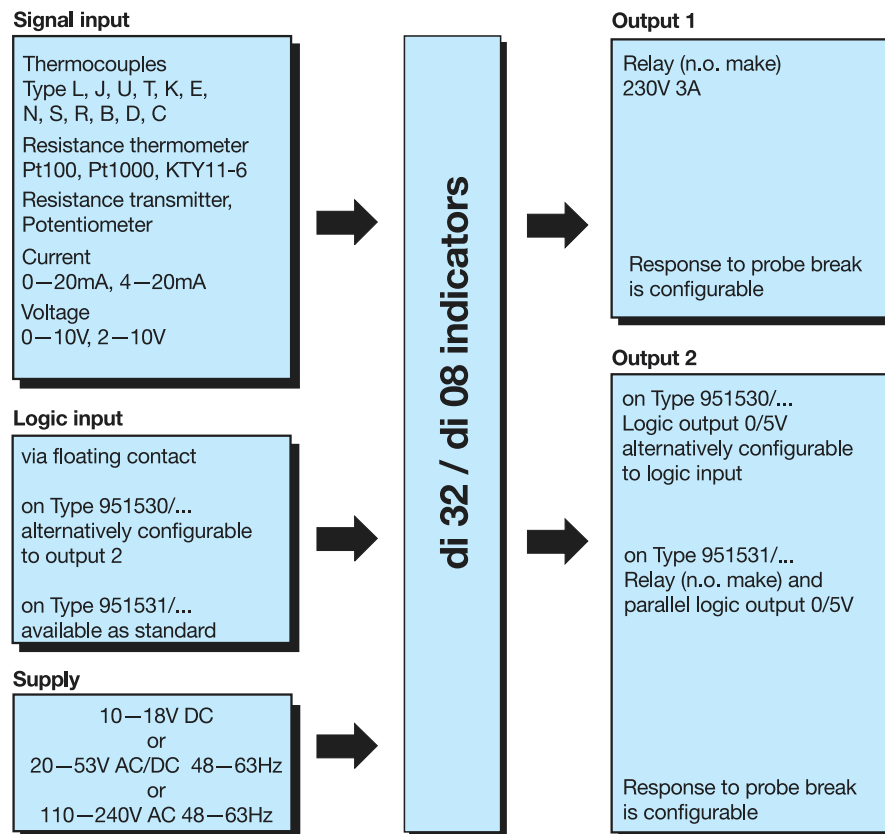 Signal input
Thermocouples
Type L, J, U, T, K, E,
N, S, R, B, D, C
Resistance thermometer
Pt100, Pt1000, KTY11-6
Resistance transmitter,
Potentiometer
Current
0—20mA, 4—20mA
Voltage
0—10V, 2—10V
Logic input
via floating contact
on Type 951530/...
alternatively configurable
to output 2
on Type 951531/...
available as standard
Supply
10—18V DC
or
20—53V AC/DC 48—63Hz
or
110—240V AC 48—63Hz
di 32 / di 08 indicators
Output 1
Relay (n.o. make)
230V 3A
Response to probe break
is configurable
Output 2
on Type 951530/...
Logic output 0/5V
alternatively configurable
to logic input
on Type 951531/...
Relay (n.o. make) and
parallel logic output 0/5V
Response to probe break
is configurable